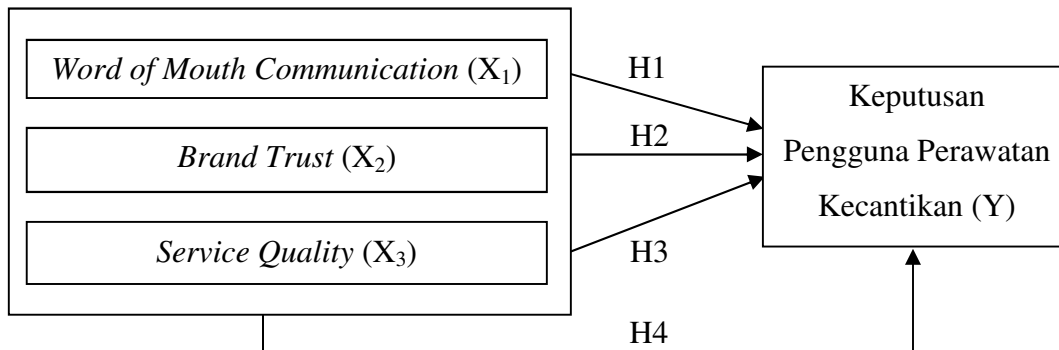 Word of Mouth Communication (X₁)
Brand Trust (X₂)
Service Quality (X₃)
H1
H2
H3
H4
Keputusan
Pengguna Perawatan
Kecantikan (Y)